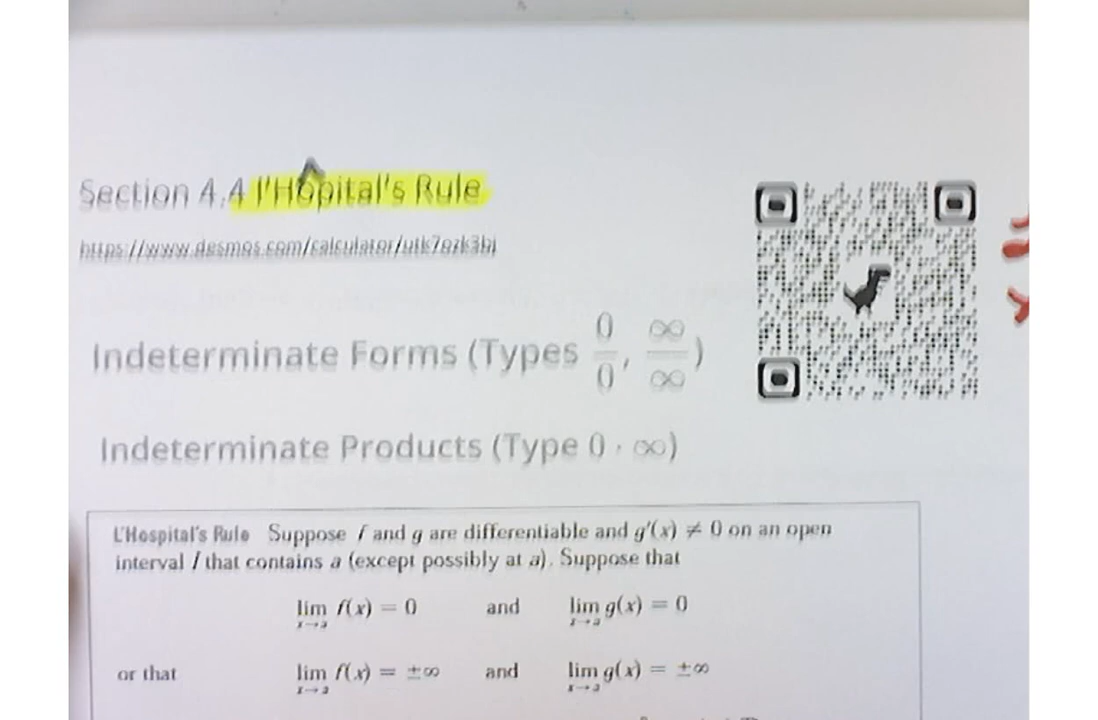 Section 4.4 l'Hôpital's Rule
https://www.desmos.com/calculator/
Indeterminate Forms (Types 0/0, ∞/∞)
Indeterminate Products (Type 0 · ∞)
L'Hospital's Rule Suppose f and g are differentiable and g'(x) ≠ 0 on an open
interval I that contains a (except possibly at a). Suppose that
lim x→a f(x) = 0 and lim x→a g(x) = 0
or that lim x→a f(x) = ±∞ and lim x→a g(x) = ±∞